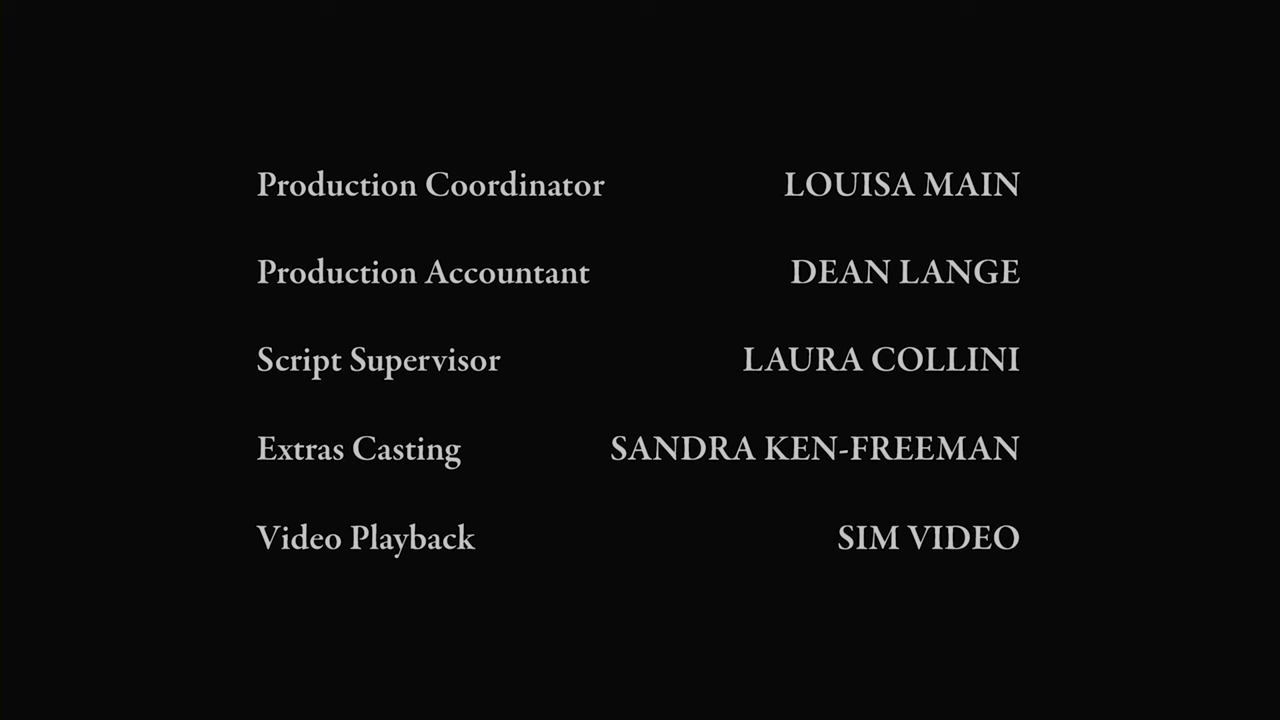 Production Coordinator LOUISA MAIN
Production Accountant DEAN LANGE
Script Supervisor LAURA COLLINI
Extras Casting SANDRA KEN-FREEMAN
Video Playback SIM VIDEO